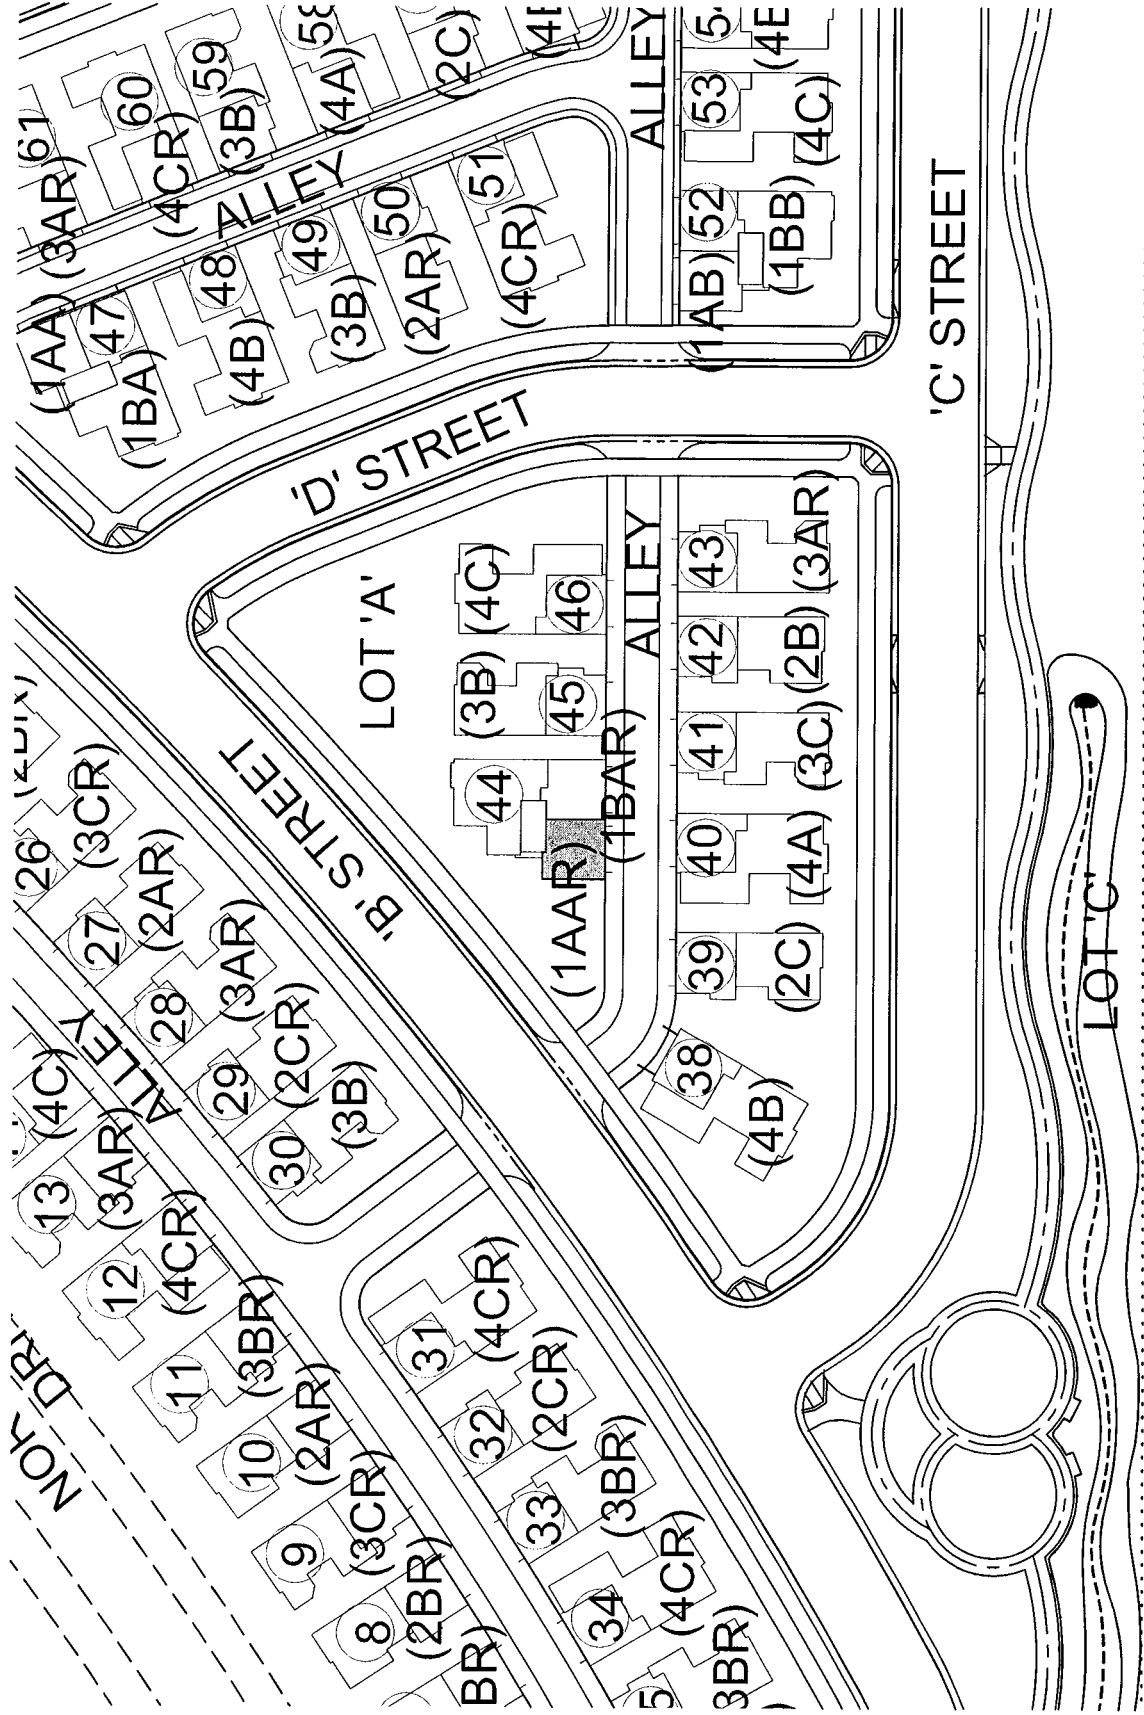 61
(3AR)
60
(4CR)
59
(3B)
58
(4A)
(2C)
ALLEY
ALLEY
(1AA)
47
(1BA)
48
(4B)
49
(3B)
50
(2AR)
51
(4CR)
53
(4C)
52
(1BB)
(1AB)
'D' STREET
'C' STREET
LOT 'A'
(4C)
46
(3B)
45
44
(1BAR)
(1AAR)
ALLEY
43
(3AR)
42
(2B)
41
(3C)
40
(4A)
39
(2C)
38
(4B)
'B' STREET
26
(3CR)
27
(2AR)
28
(3AR)
29
(2CR)
30
(3B)
ALLEY
(4C)
13
(3AR)
12
(4CR)
11
(3BR)
10
(2AR)
9
(3CR)
8
(2BR)
BR)
31
(4CR)
32
(2CR)
33
(3BR)
34
(4CR)
3BR)
LOT 'C'